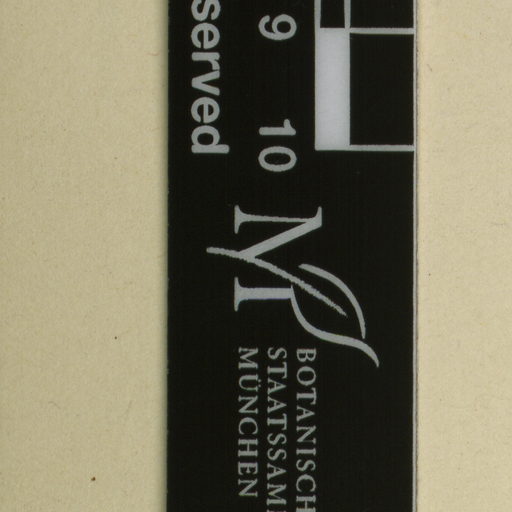 served
9 10
M
BOTANISCH
STAATSSAM
MÜNCHEN